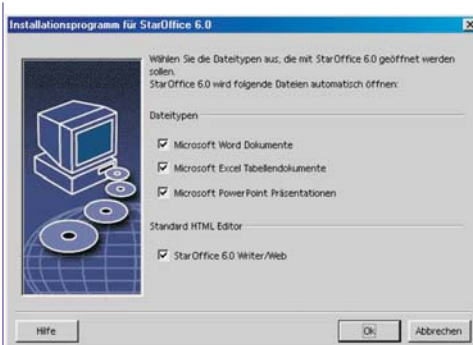 Installationsprogramm für StarOffice 6.0
Wählen Sie die Dateitypen aus, die mit StarOffice 6.0 geöffnet werden
sollen.
StarOffice 6.0 wird folgende Dateien automatisch öffnen:
Dateitypen
Microsoft Word Dokumente
Microsoft Excel Tabellendokumente
Microsoft PowerPoint Präsentationen
Standard HTML Editor
StarOffice 6.0 Writer/Web
Hilfe
Ok
Abbrechen